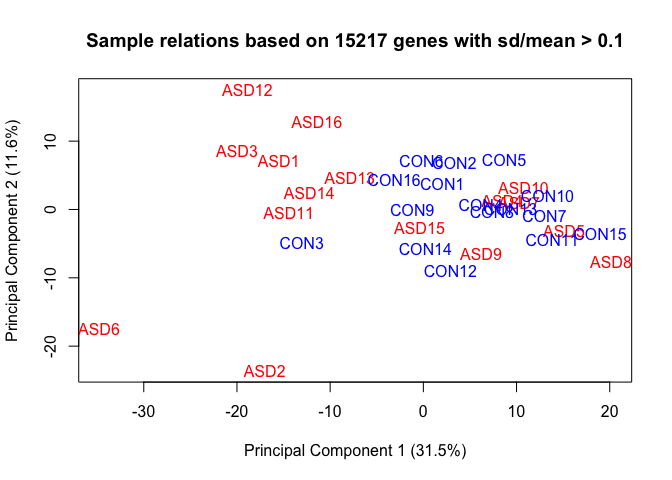 Sample relations based on 15217 genes with sd/mean > 0.1
Principal Component 2 (11.6%)
10
0
-10
-20
ASD12
ASD16
ASD3
ASD1
CON6
CON2
CON5
ASD13
CON16
CON1
ASD14
ASD10
CON10
ASD11
CON9
CON8
CON13
CON7
ASD15
CON3
CON14
ASD9
ASD5
CON11
CON15
ASD8
CON12
ASD6
ASD2
-30
-20
-10
0
10
20
Principal Component 1 (31.5%)